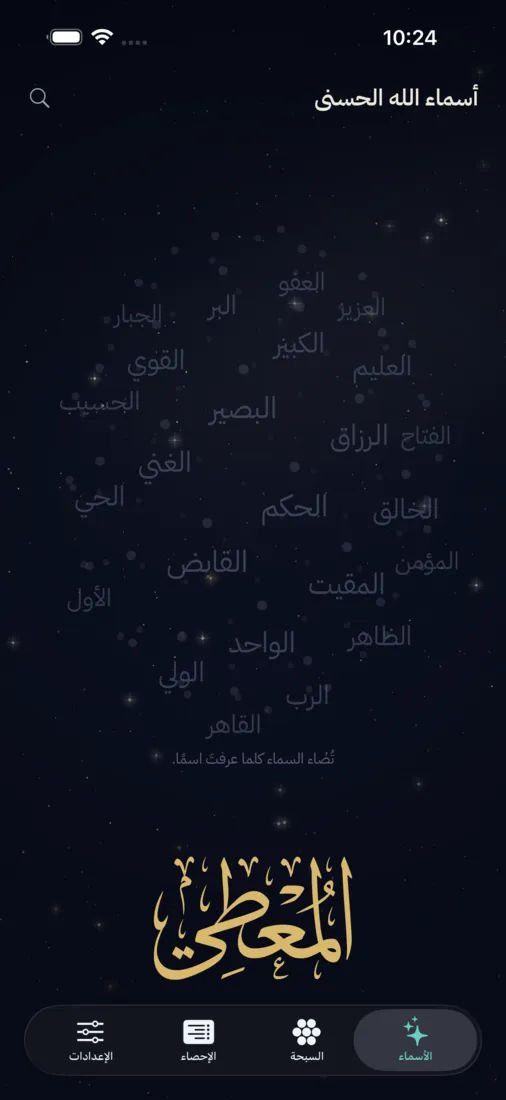 10:24
أسماء الله الحسنى
العفو
العزيز
البر
الجبار
الكبير
العليم
القوي
الحسيب
البصير
الرزاق
الفتاح
الغني
الحي
الحكم
الخالق
القابض
المؤمن
المقيت
الأول
الظاهر
الواحد
الولي
الرب
القاهر
تُضاء السماء كلما عرفتَ اسمًا.
المُعْطِي
الأسماء
السبحة
الإحصاء
الإعدادات